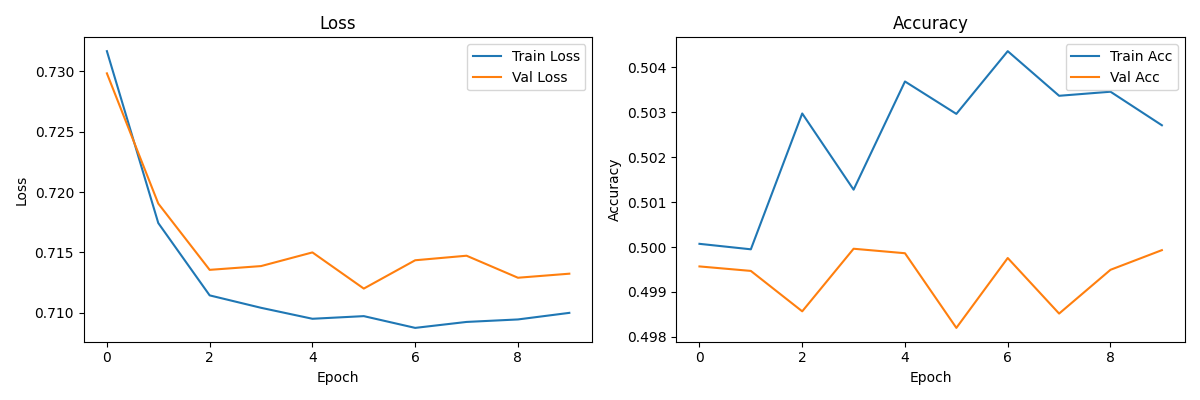 Loss
Train Loss
Val Loss
0.730
0.725
0.720
0.715
0.710
Loss
0 2 4 6 8
Epoch
Accuracy
Train Acc
Val Acc
0.504
0.503
0.502
0.501
0.500
0.499
0.498
Accuracy
0 2 4 6 8
Epoch